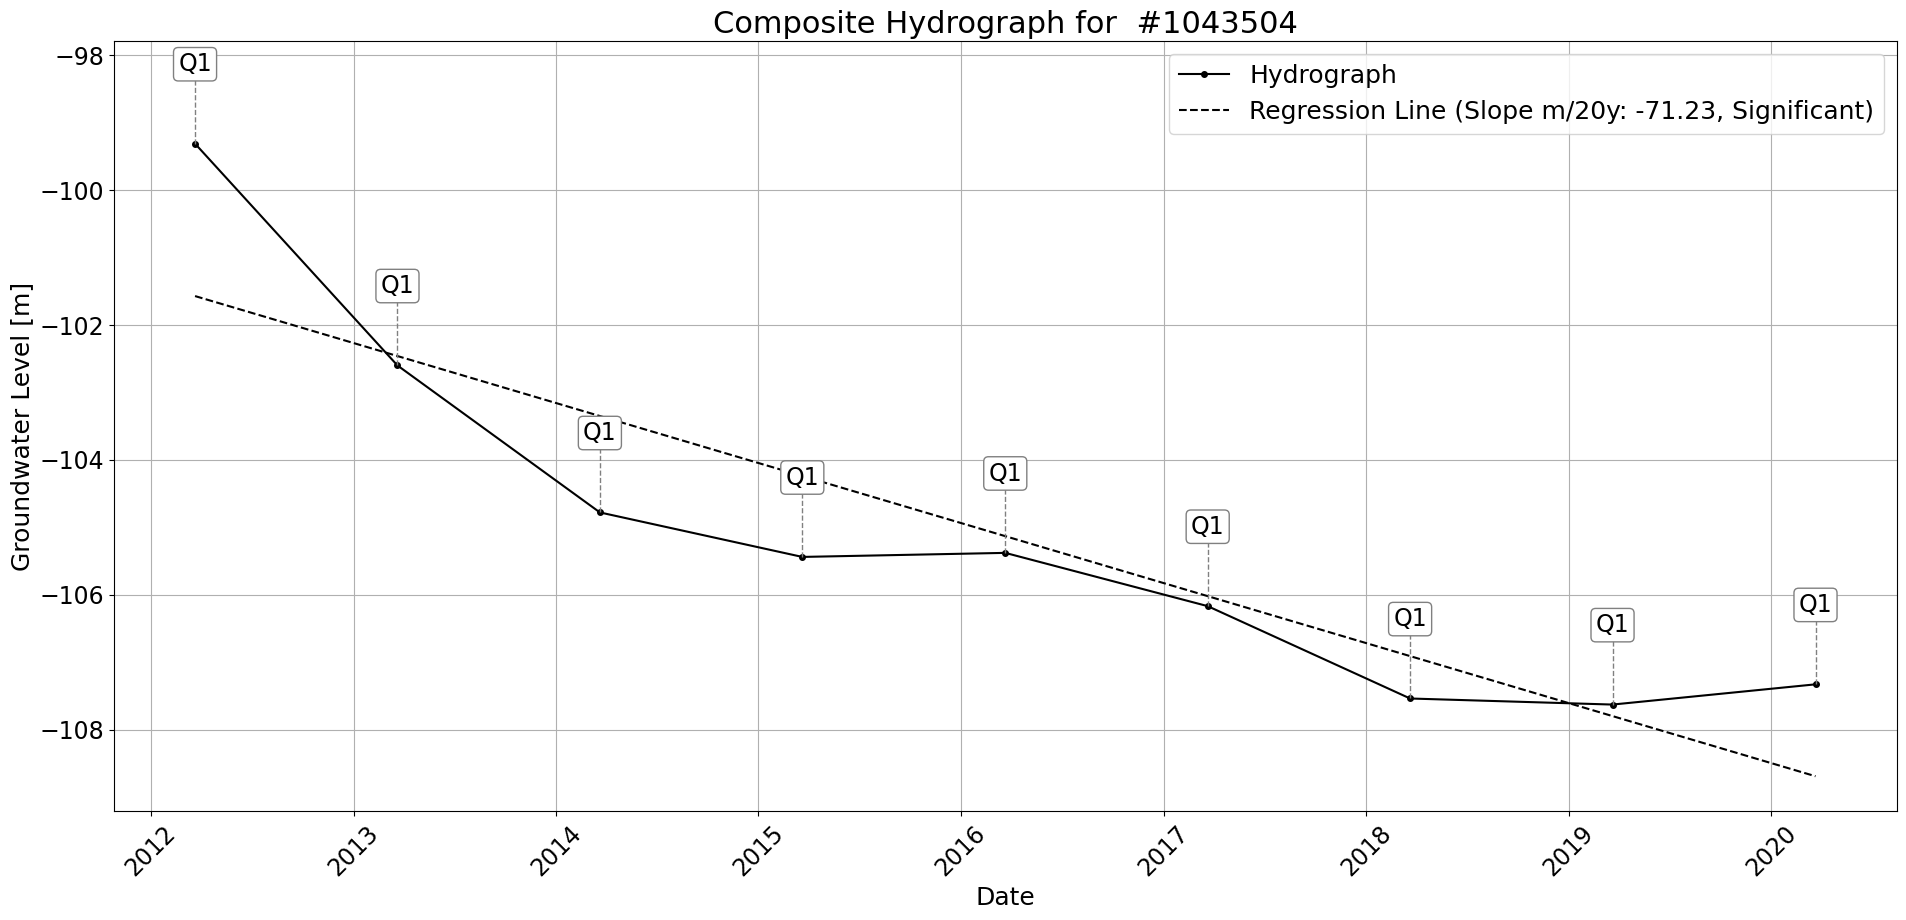 Composite Hydrograph for  #1043504
Hydrograph
Regression Line (Slope m/20y: -71.23, Significant)
Groundwater Level [m]
−98
−100
−102
−104
−106
−108
Q1
Q1
Q1
Q1
Q1
Q1
Q1
Q1
Q1
2012
2013
2014
2015
2016
2017
2018
2019
2020
Date